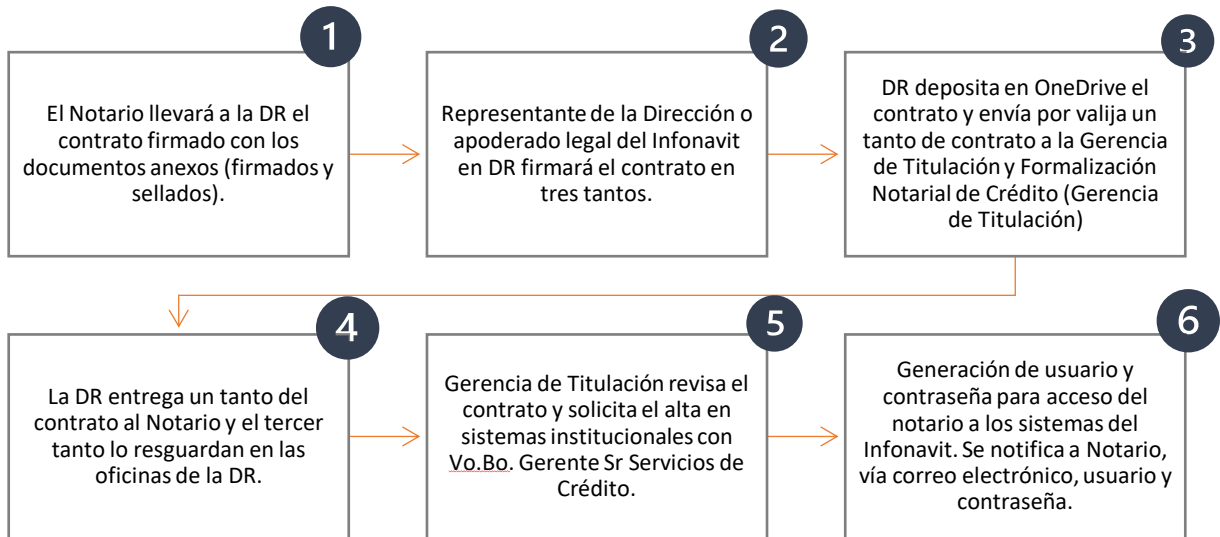 1
El Notario llevará a la DR el
contrato firmado con los
documentos anexos (firmados y
sellados).
2
Representante de la Dirección o
apoderado legal del Infonavit
en DR firmará el contrato en
tres tantos.
3
DR deposita en OneDrive el
contrato y envía por valija un
tanto de contrato a la Gerencia
de Titulación y Formalización
Notarial de Crédito (Gerencia
de Titulación)
4
La DR entrega un tanto del
contrato al Notario y el tercer
tanto lo resguardan en las
oficinas de la DR.
5
Gerencia de Titulación revisa el
contrato y solicita el alta en
sistemas institucionales con
Vo.Bo. Gerente Sr Servicios de
Crédito.
6
Generación de usuario y
contraseña para acceso del
notario a los sistemas del
Infonavit. Se notifica a Notario,
vía correo electrónico, usuario y
contraseña.